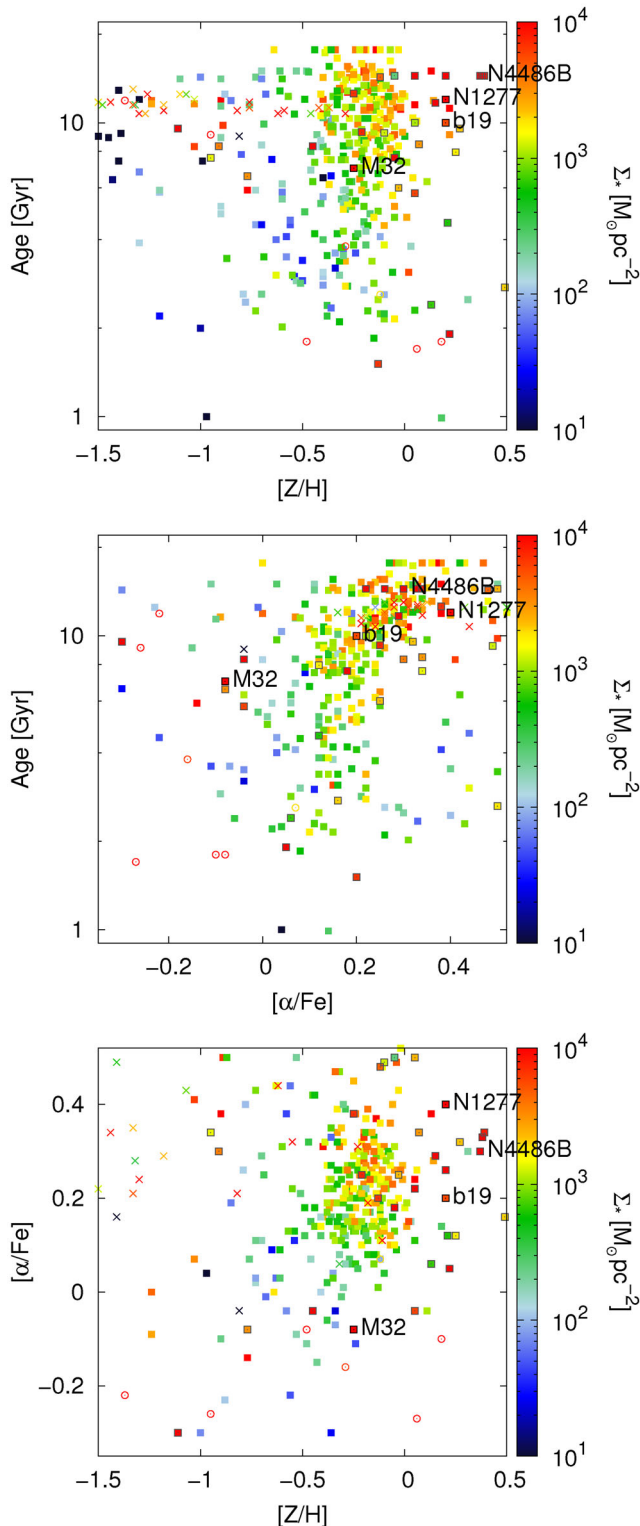 10⁴
N4486B
N1277
10
b19
M32
10³
Age [Gyr]
Σ* [M⊙pc⁻²]
10²
1
10¹
−1.5 −1 −0.5 0 0.5
[Z/H]
10⁴
N4486B
N1277
10
b19
M32
10³
Age [Gyr]
Σ* [M⊙pc⁻²]
10²
1
10¹
−0.2 0 0.2 0.4
[α/Fe]
10⁴
0.4
N1277
N4486B
10³
0.2
b19
[α/Fe]
Σ* [M⊙pc⁻²]
0
M32
10²
−0.2
10¹
−1.5 −1 −0.5 0 0.5
[Z/H]